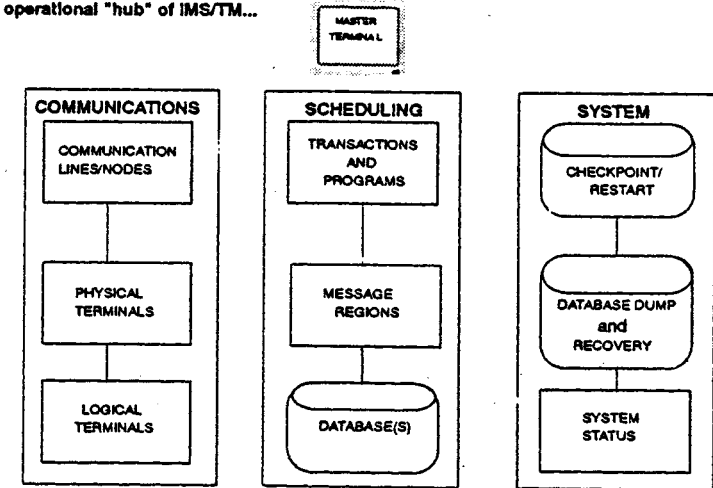 operational "hub" of IMS/TM...
MASTER
TERMINAL
COMMUNICATIONS
COMMUNICATION
LINES/NODES
PHYSICAL
TERMINALS
LOGICAL
TERMINALS
SCHEDULING
TRANSACTIONS
AND
PROGRAMS
MESSAGE
REGIONS
DATABASE(S)
SYSTEM
CHECKPOINT/
RESTART
DATABASE DUMP
and
RECOVERY
SYSTEM
STATUS